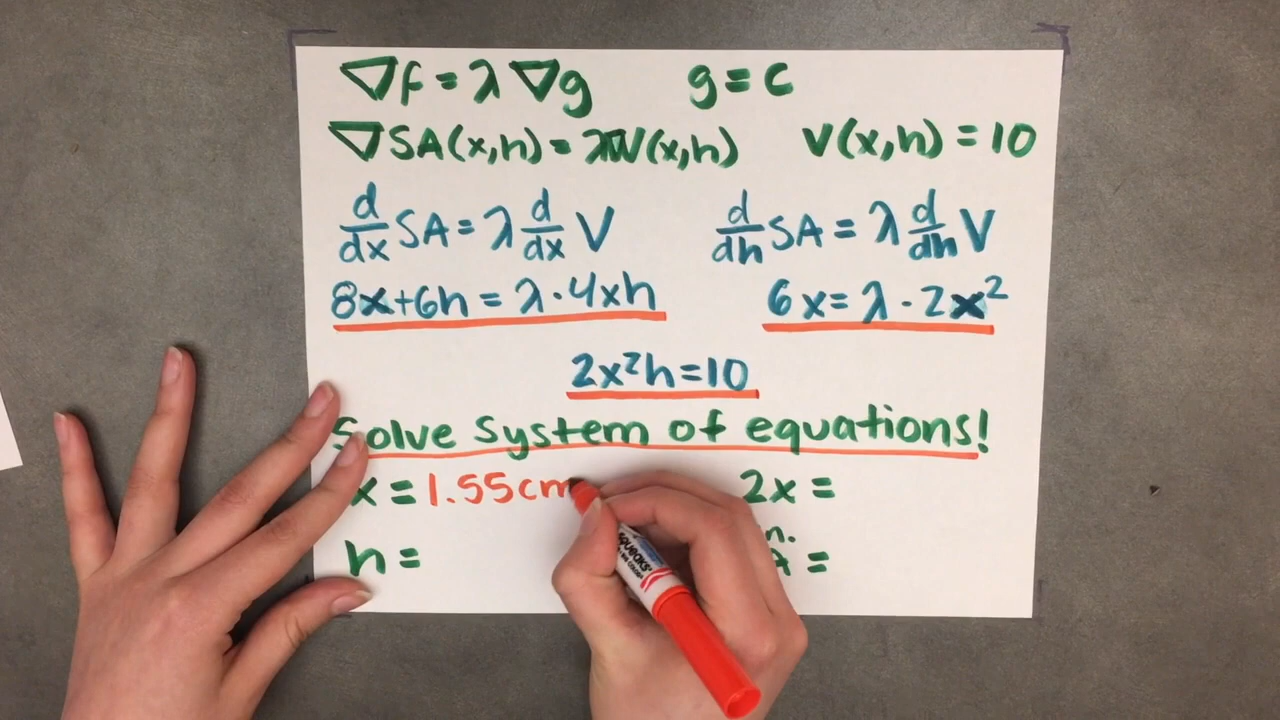 ∇f = λ∇g g = c
∇SA(x,h) = λ∇V(x,h) V(x,h) = 10
d/dx SA = λ d/dx V d/dh SA = λ d/dh V
8x+6h = λ·4xh 6x = λ·2x²
2x²h=10
Solve System of equations!
x = 1.55cm 2x =
h =